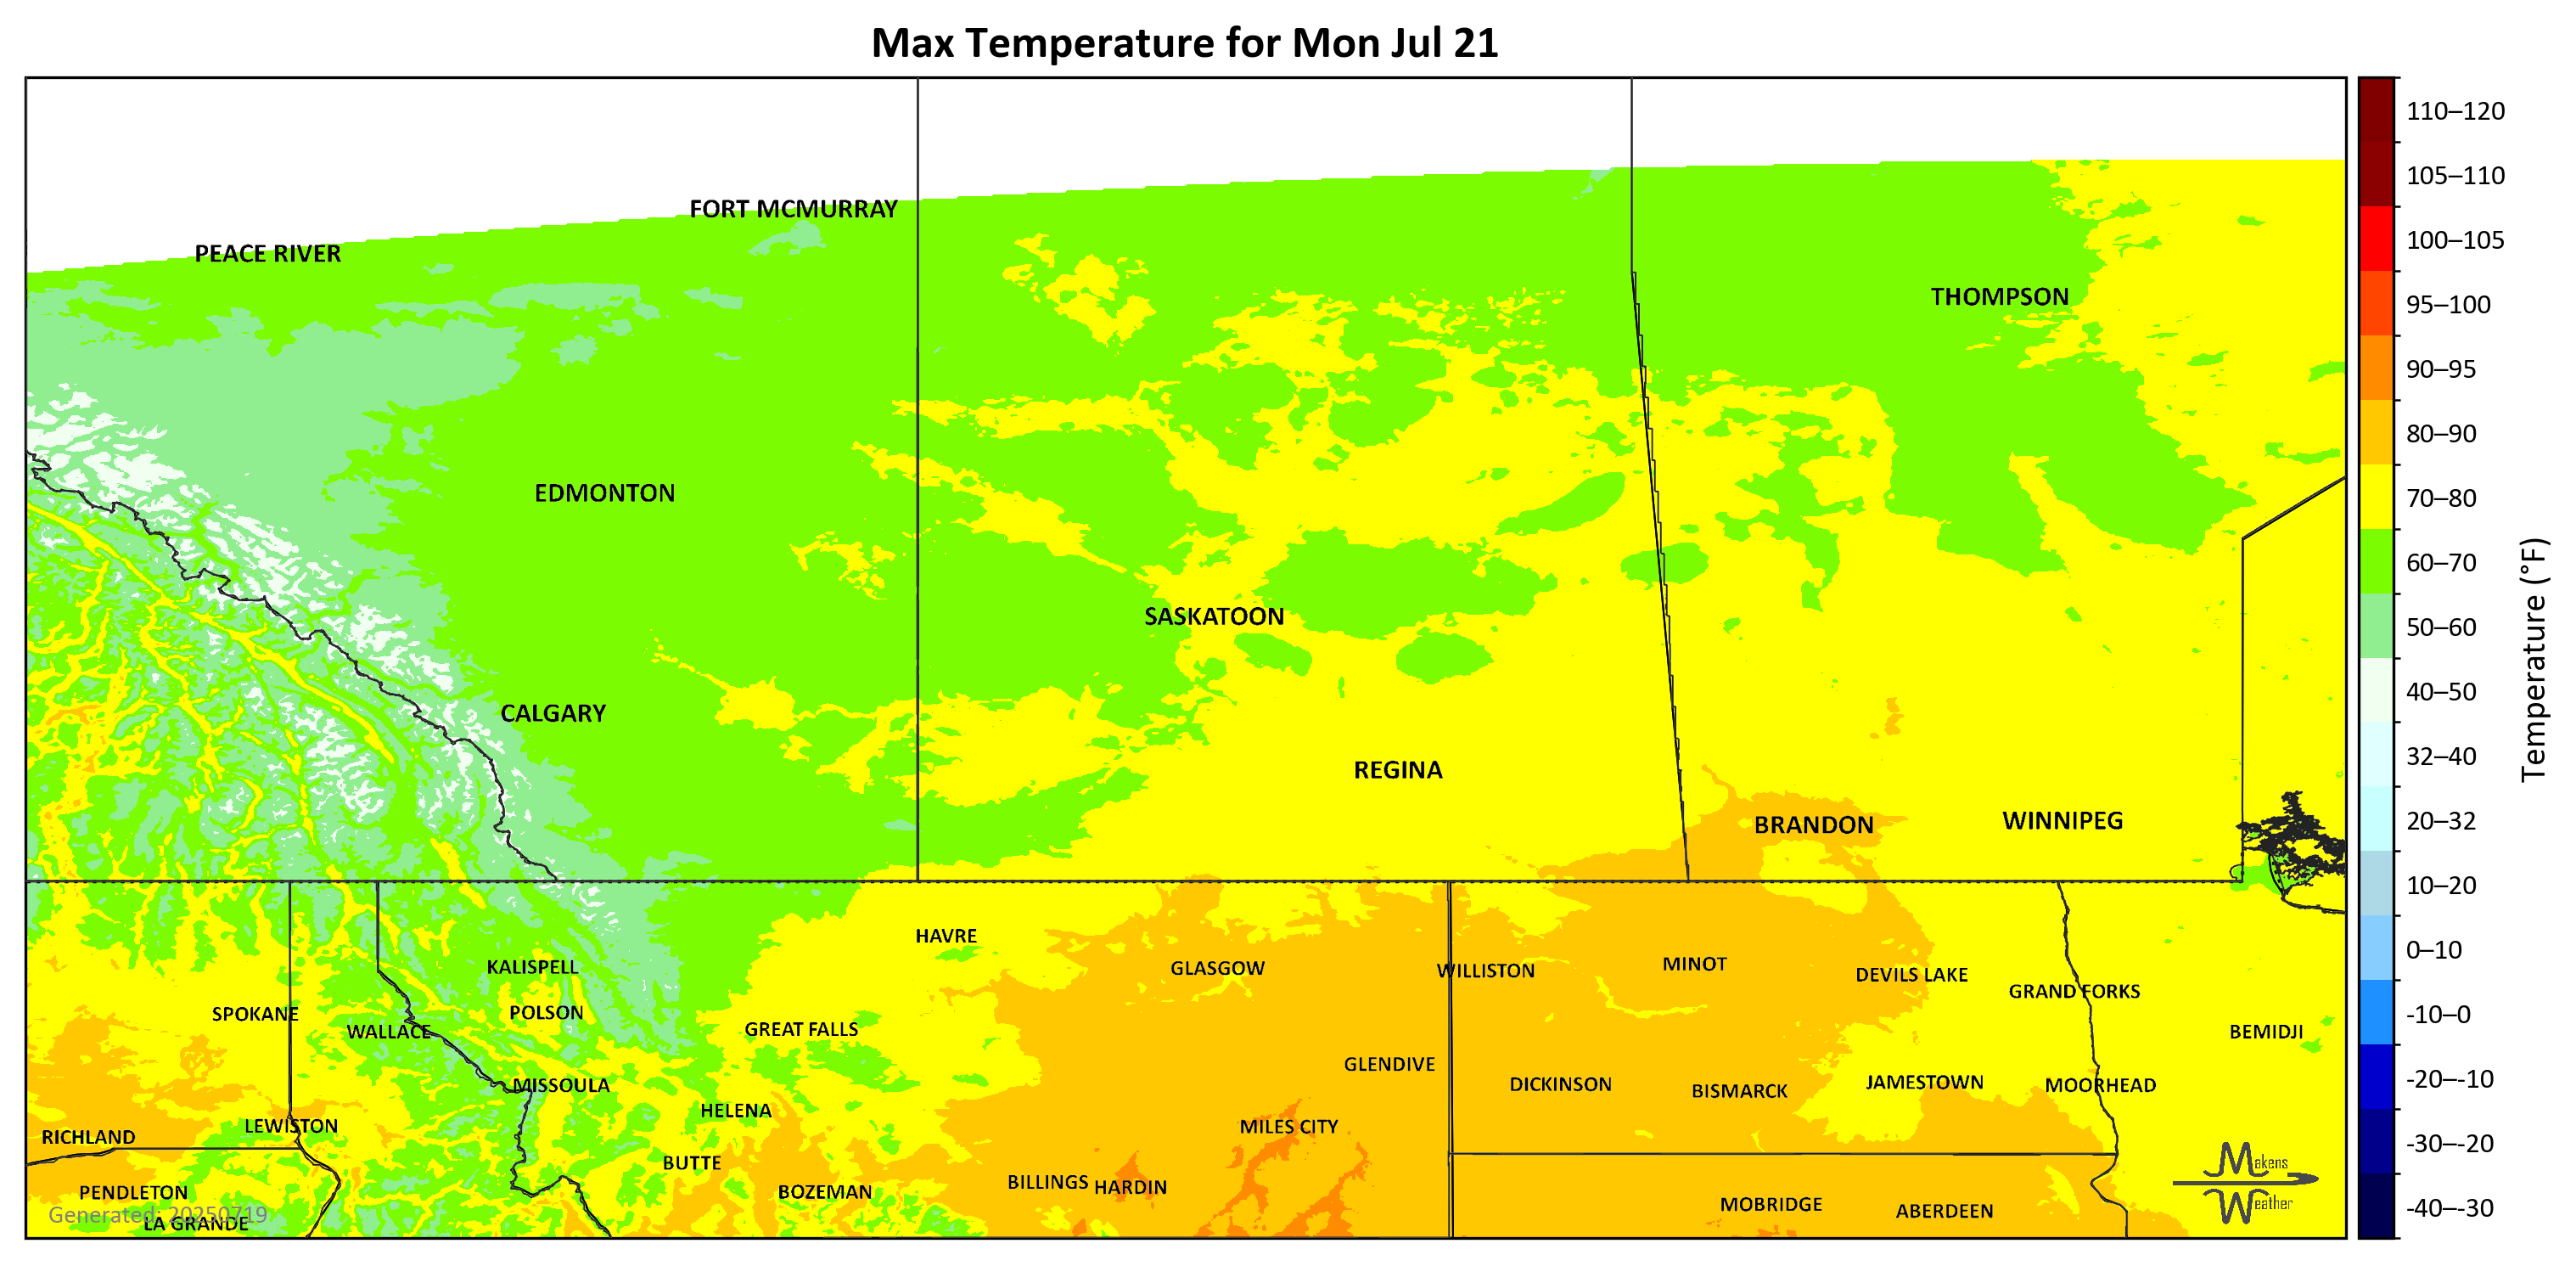 Max Temperature for Mon Jul 21
FORT MCMURRAY
PEACE RIVER
THOMPSON
EDMONTON
SASKATOON
CALGARY
REGINA
BRANDON
WINNIPEG
HAVRE
KALISPELL
GLASGOW
WILLISTON
MINOT
DEVILS LAKE
GRAND FORKS
SPOKANE
POLSON
WALLACE
GREAT FALLS
BEMIDJI
GLENDIVE
MISSOULA
DICKINSON
BISMARCK
JAMESTOWN
MOORHEAD
HELENA
LEWISTON
MILES CITY
RICHLAND
BUTTE
BOZEMAN
BILLINGS
HARDIN
PENDLETON
MOBRIDGE
ABERDEEN
Generated: 20250719
LA GRANDE
Makens
Weather
110–120
105–110
100–105
95–100
90–95
80–90
70–80
60–70
50–60
40–50
32–40
20–32
10–20
0–10
-10–0
-20–-10
-30–-20
-40–-30
Temperature (°F)